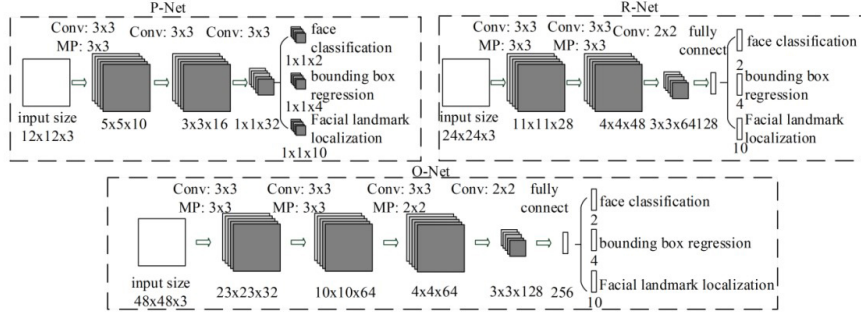 P-Net
Conv: 3x3 Conv: 3x3 Conv: 3x3
MP: 3x3
face
classification
1x1x2
bounding box
regression
1x1x4
Facial landmark
localization
1x1x10
input size
12x12x3
5x5x10
3x3x16
1x1x32
R-Net
Conv: 3x3 Conv: 3x3 Conv: 2x2 fully
MP: 3x3 MP: 3x3 connect
face classification
2
bounding box
regression
4
Facial landmark
localization
10
input size
24x24x3
11x11x28
4x4x48
3x3x64
128
O-Net
Conv: 3x3 Conv: 3x3 Conv: 3x3 Conv: 2x2 fully
MP: 3x3 MP: 3x3 MP: 2x2 connect
face classification
2
bounding box regression
4
Facial landmark localization
10
input size
48x48x3
23x23x32
10x10x64
4x4x64
3x3x128
256